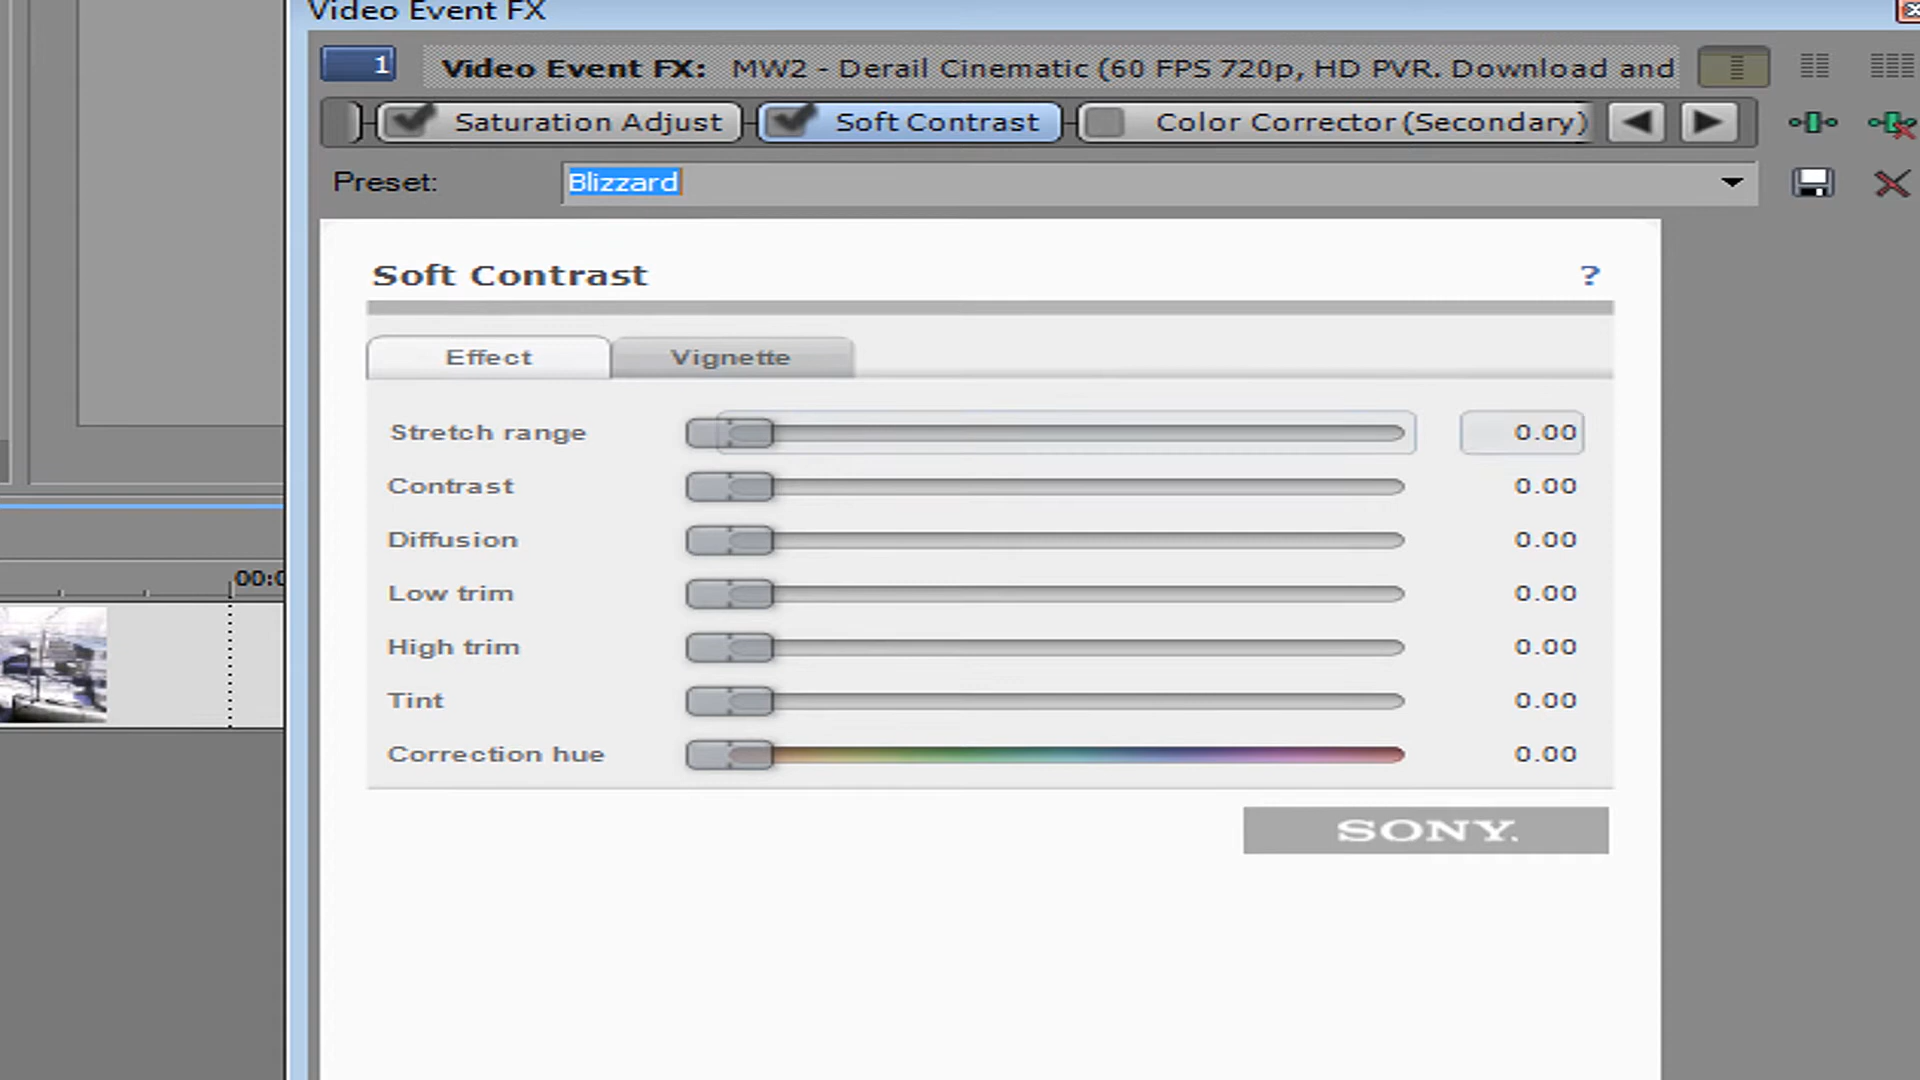 Video Event FX
1
Video Event FX: MW2 - Derail Cinematic (60 FPS 720p, HD PVR. Download and
Saturation Adjust
Soft Contrast
Color Corrector (Secondary)
Preset:
Blizzard
Soft Contrast
?
Effect
Vignette
Stretch range 0.00
Contrast 0.00
Diffusion 0.00
00:0
Low trim 0.00
High trim 0.00
Tint 0.00
Correction hue 0.00
SONY.